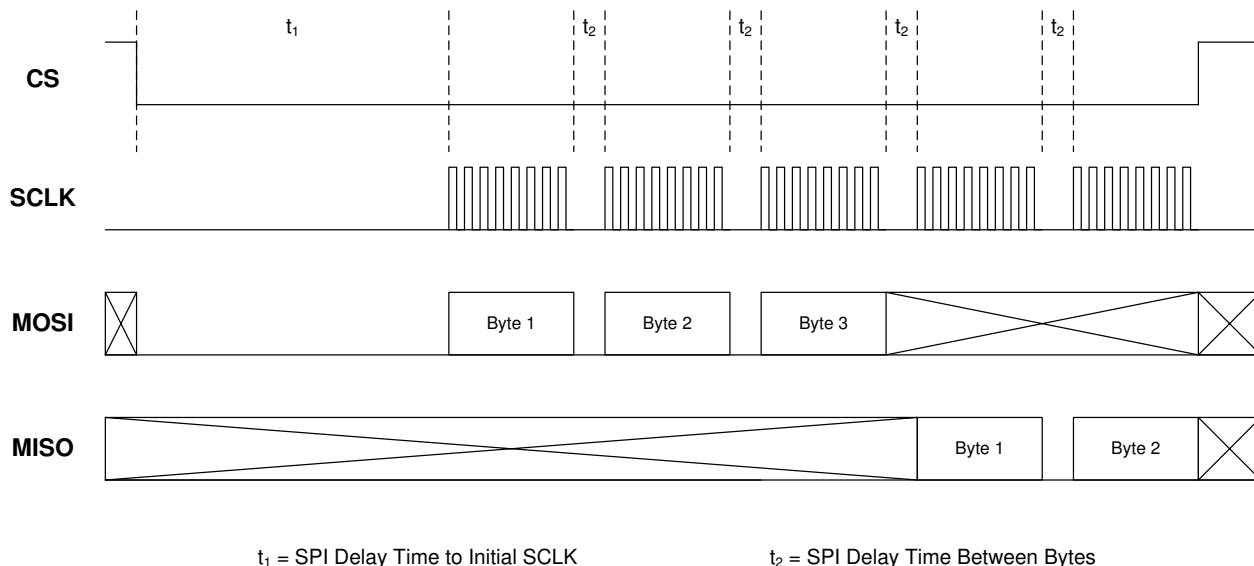 t₁ t₂ t₂ t₂ t₂
CS
SCLK
MOSI Byte 1 Byte 2 Byte 3
MISO Byte 1 Byte 2
t₁ = SPI Delay Time to Initial SCLK t₂ = SPI Delay Time Between Bytes